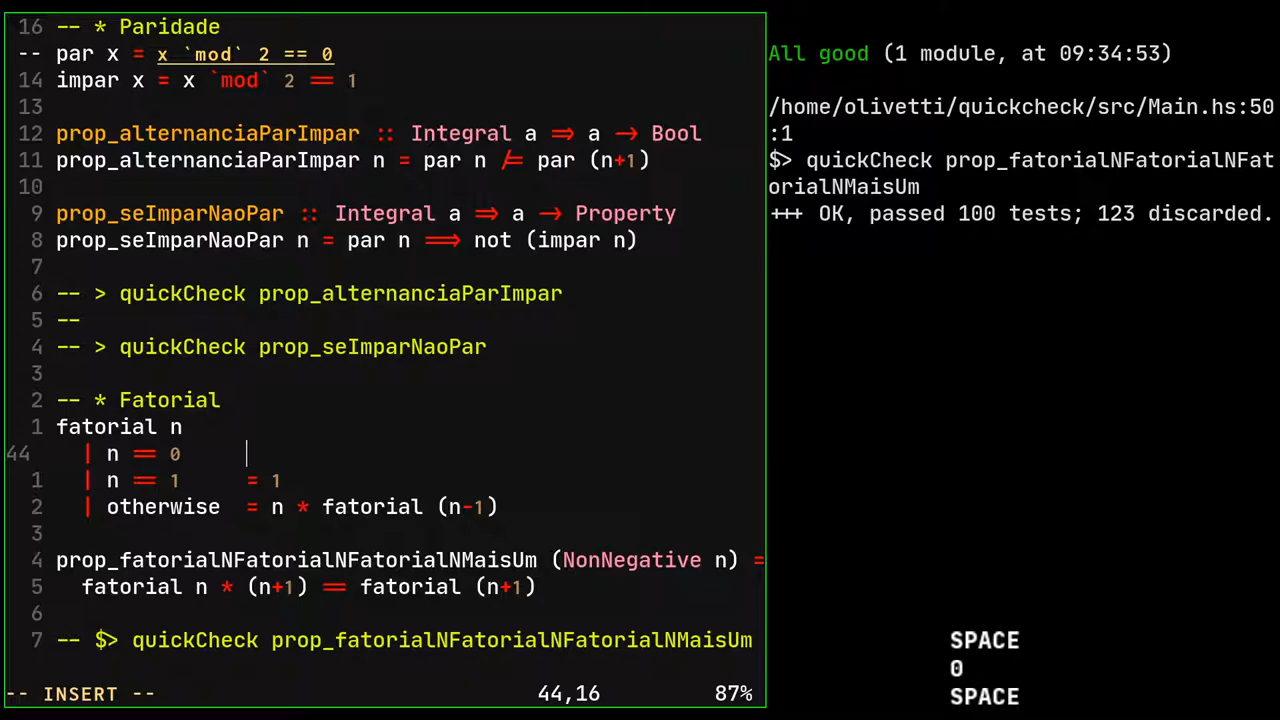 16 -- * Paridade
-- par x = x `mod` 2 == 0
14 impar x = x `mod` 2 == 1
13
12 prop_alternanciaParImpar :: Integral a => a -> Bool
11 prop_alternanciaParImpar n = par n /= par (n+1)
10
9 prop_seImparNaoPar :: Integral a => a -> Property
8 prop_seImparNaoPar n = par n ==> not (impar n)
7
6 -- > quickCheck prop_alternanciaParImpar
5 --
4 -- > quickCheck prop_seImparNaoPar
3
2 -- * Fatorial
1 fatorial n
44 | n == 0
1 | n == 1 = 1
2 | otherwise = n * fatorial (n-1)
3
4 prop_fatorialNFatorialNFatorialNMaisUm (NonNegative n) =
5 fatorial n * (n+1) == fatorial (n+1)
6
7 -- $> quickCheck prop_fatorialNFatorialNFatorialNMaisUm
-- INSERT -- 44,16 87%
All good (1 module, at 09:34:53)
/home/olivetti/quickcheck/src/Main.hs:50
:1
$> quickCheck prop_fatorialNFatorialNFat
orialNMaisUm
+++ OK, passed 100 tests; 123 discarded.
SPACE
0
SPACE